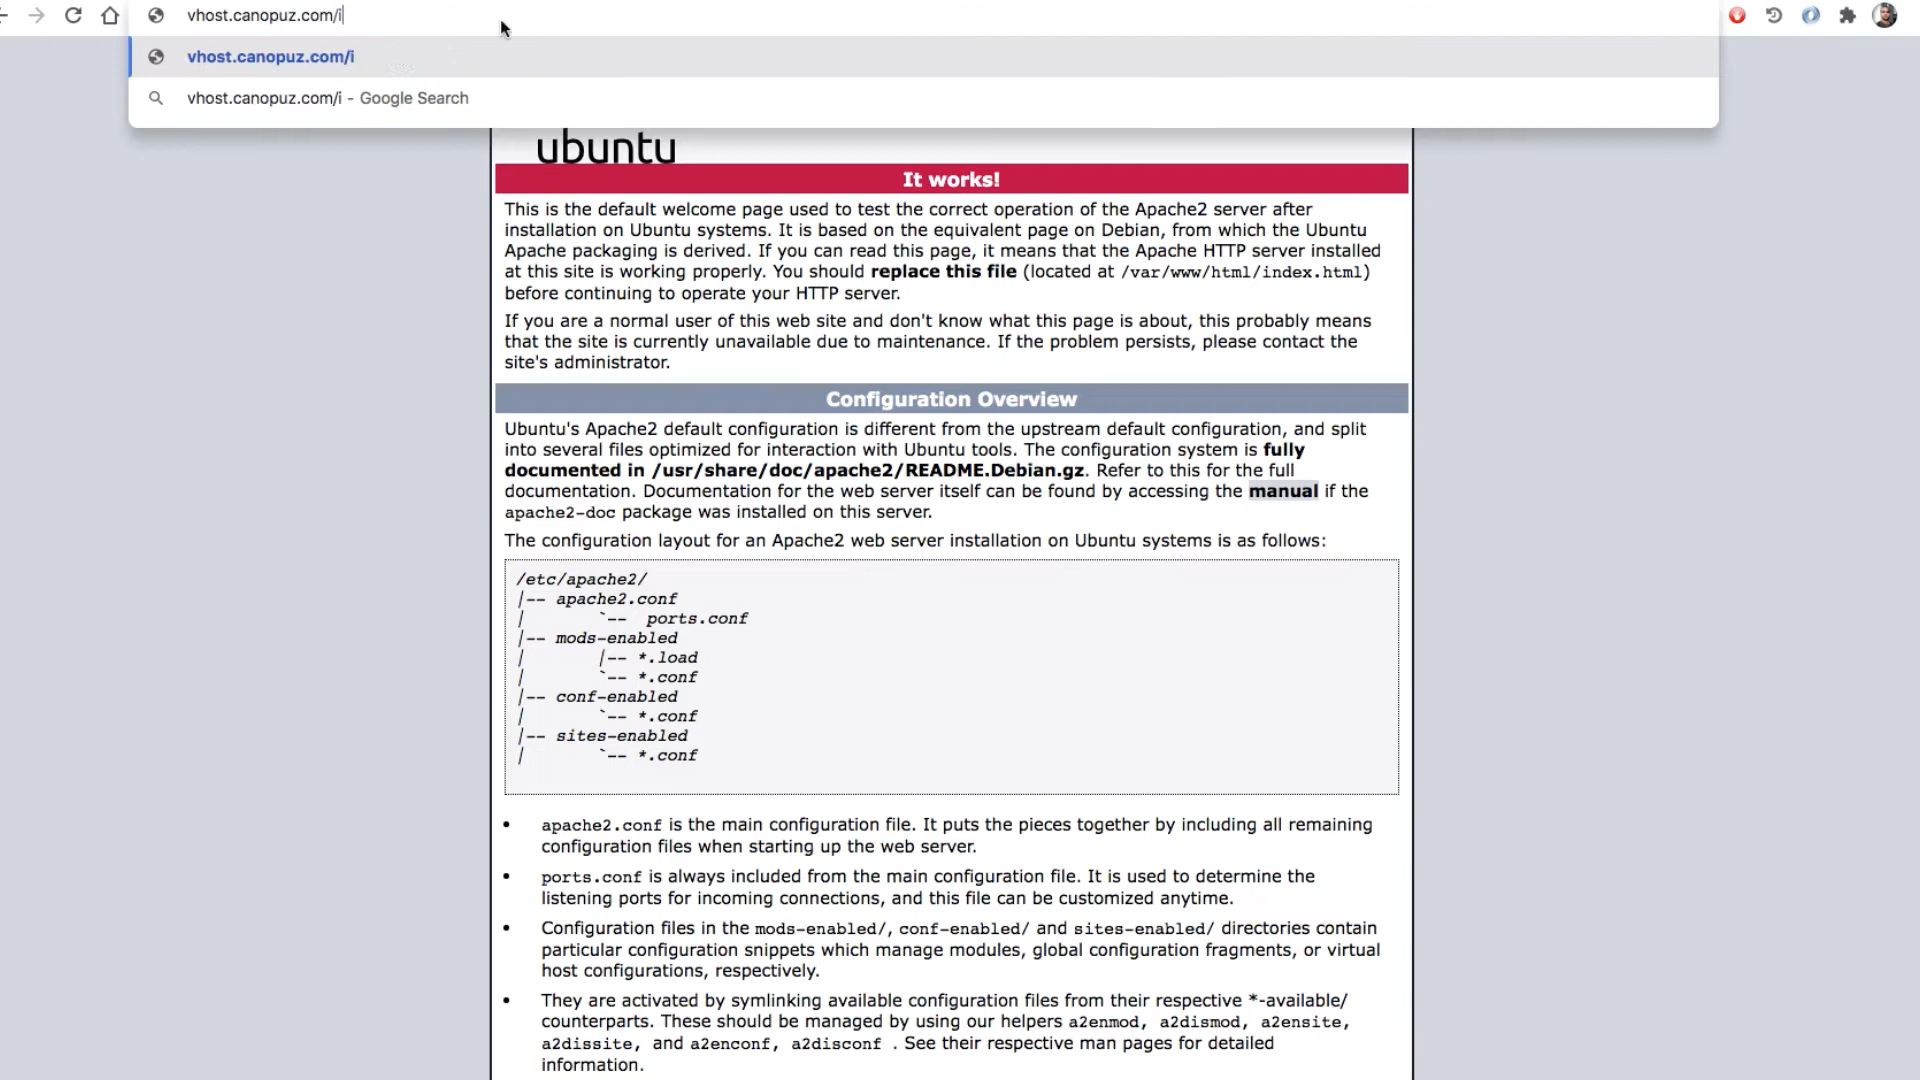 vhost.canopuz.com/i
vhost.canopuz.com/i
vhost.canopuz.com/i - Google Search
ubuntu
It works!
This is the default welcome page used to test the correct operation of the Apache2 server after
installation on Ubuntu systems. It is based on the equivalent page on Debian, from which the Ubuntu
Apache packaging is derived. If you can read this page, it means that the Apache HTTP server installed
at this site is working properly. You should replace this file (located at /var/www/html/index.html)
before continuing to operate your HTTP server.
If you are a normal user of this web site and don't know what this page is about, this probably means
that the site is currently unavailable due to maintenance. If the problem persists, please contact the
site's administrator.
Configuration Overview
Ubuntu's Apache2 default configuration is different from the upstream default configuration, and split
into several files optimized for interaction with Ubuntu tools. The configuration system is fully
documented in /usr/share/doc/apache2/README.Debian.gz. Refer to this for the full
documentation. Documentation for the web server itself can be found by accessing the manual if the
apache2-doc package was installed on this server.
The configuration layout for an Apache2 web server installation on Ubuntu systems is as follows:
/etc/apache2/
|-- apache2.conf
|       `--  ports.conf
|-- mods-enabled
|       |-- *.load
|       `-- *.conf
|-- conf-enabled
|       `-- *.conf
|-- sites-enabled
|       `-- *.conf
• apache2.conf is the main configuration file. It puts the pieces together by including all remaining
configuration files when starting up the web server.
• ports.conf is always included from the main configuration file. It is used to determine the
listening ports for incoming connections, and this file can be customized anytime.
• Configuration files in the mods-enabled/, conf-enabled/ and sites-enabled/ directories contain
particular configuration snippets which manage modules, global configuration fragments, or virtual
host configurations, respectively.
• They are activated by symlinking available configuration files from their respective *-available/
counterparts. These should be managed by using our helpers a2enmod, a2dismod, a2ensite,
a2dissite, and a2enconf, a2disconf . See their respective man pages for detailed
information.